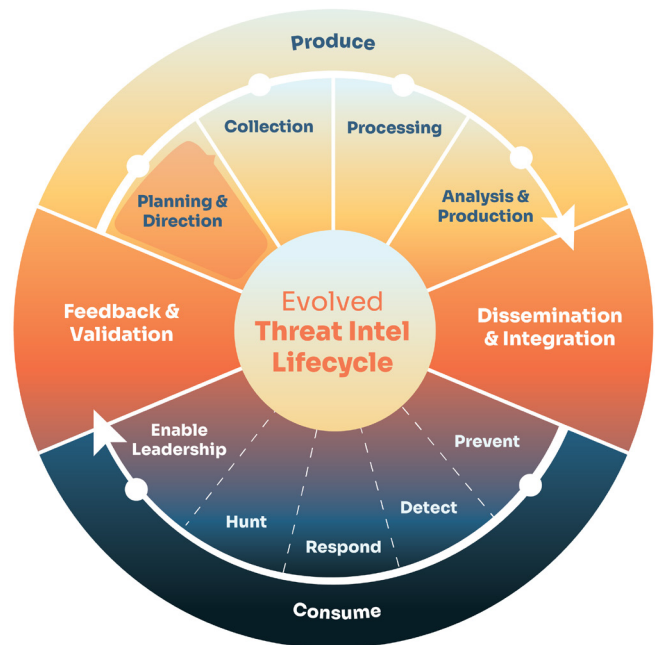 Produce
Collection
Processing
Planning &
Direction
Analysis &
Production
Feedback &
Validation
Evolved
Threat Intel
Lifecycle
Dissemination
& Integration
Enable
Leadership
Prevent
Hunt
Detect
Respond
Consume